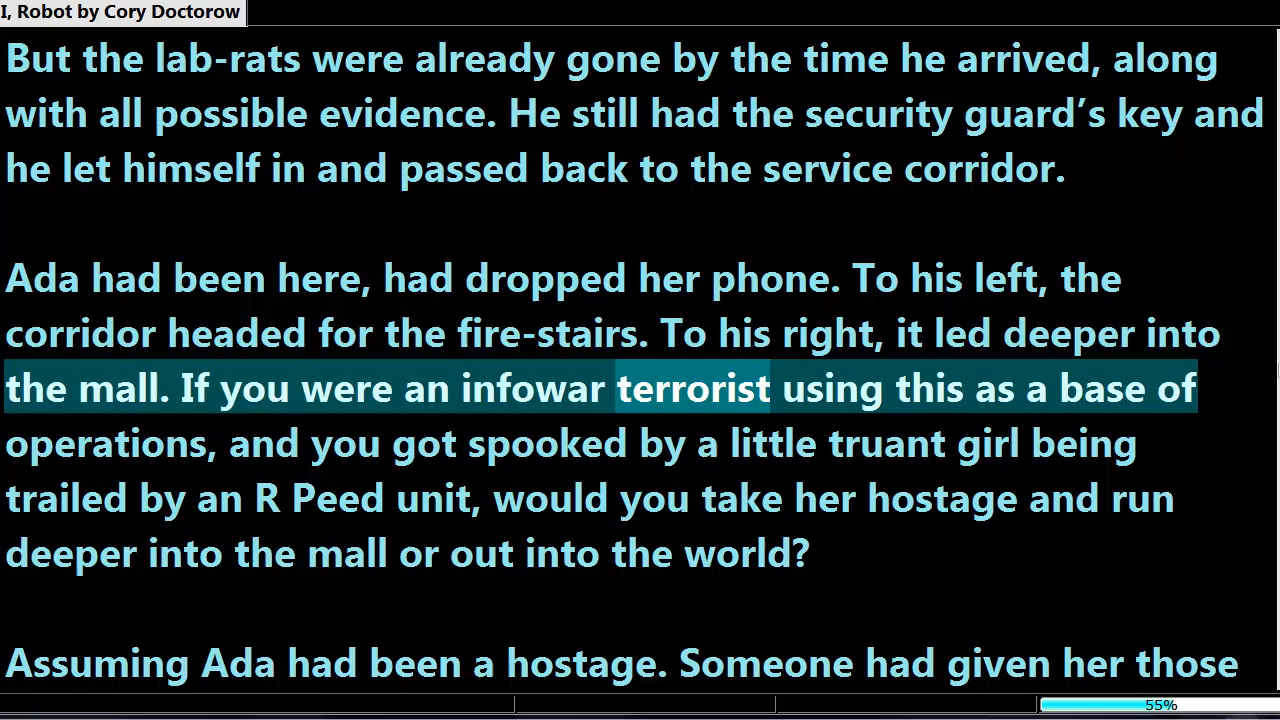 I, Robot by Cory Doctorow
But the lab-rats were already gone by the time he arrived, along
with all possible evidence. He still had the security guard’s key and
he let himself in and passed back to the service corridor.
Ada had been here, had dropped her phone. To his left, the
corridor headed for the fire-stairs. To his right, it led deeper into
the mall. If you were an infowar terrorist using this as a base of
operations, and you got spooked by a little truant girl being
trailed by an R Peed unit, would you take her hostage and run
deeper into the mall or out into the world?
Assuming Ada had been a hostage. Someone had given her those
55%